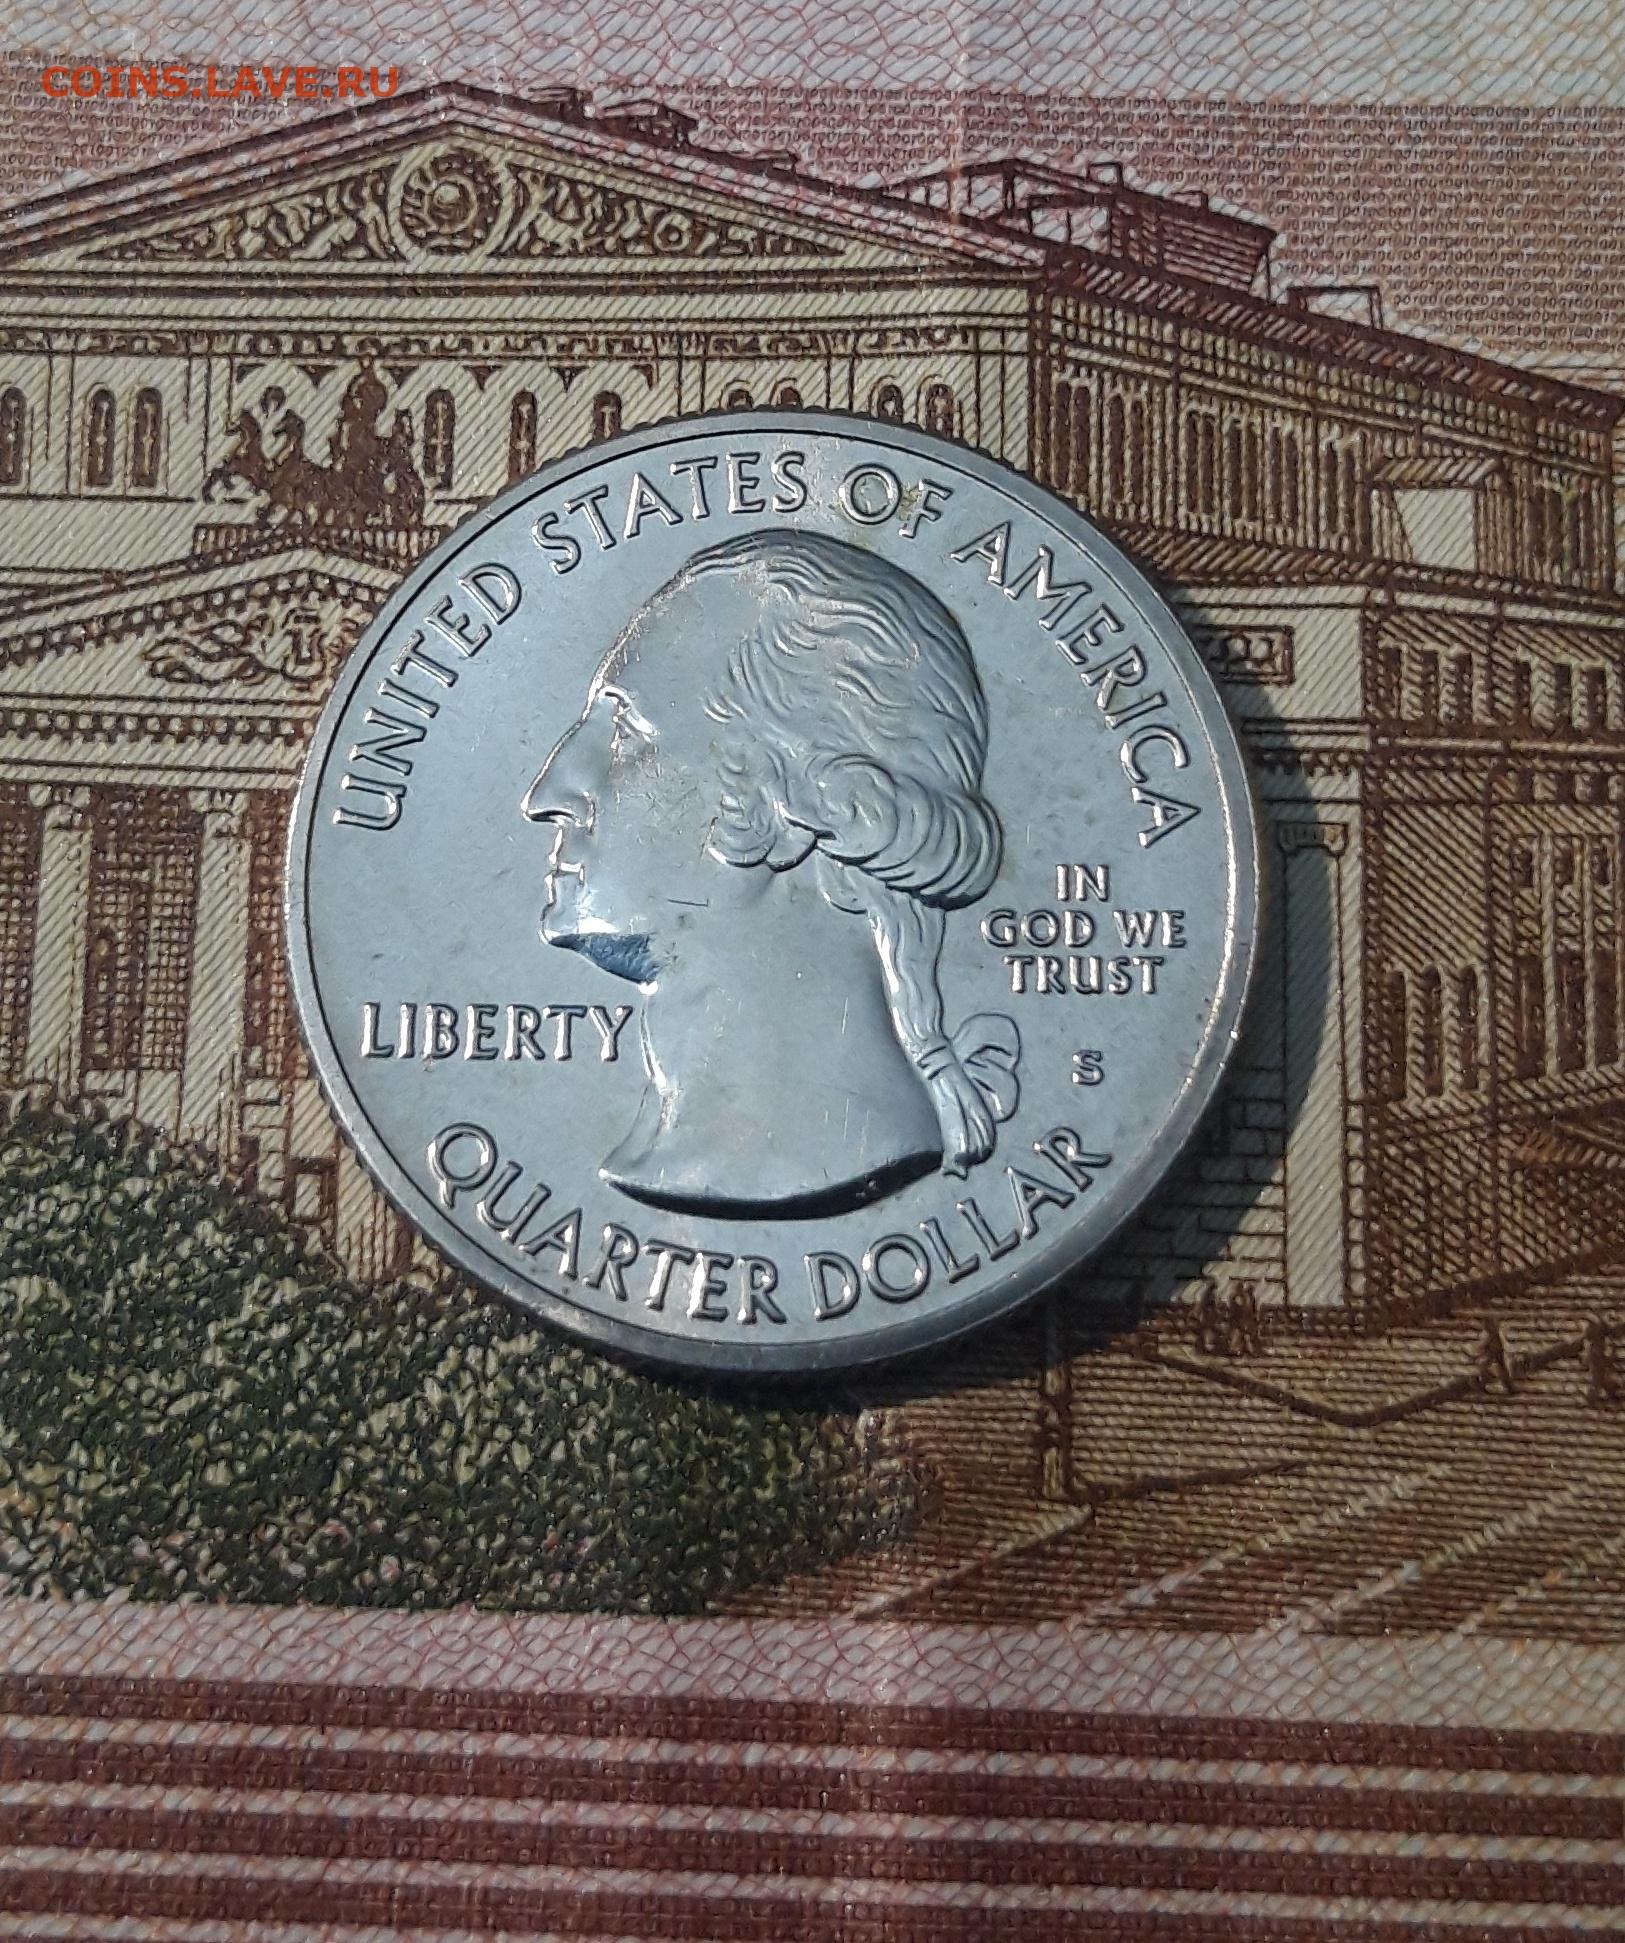 COINS.LAVE.RU
UNITED STATES OF AMERICA
IN
GOD WE
TRUST
LIBERTY
S
QUARTER DOLLAR